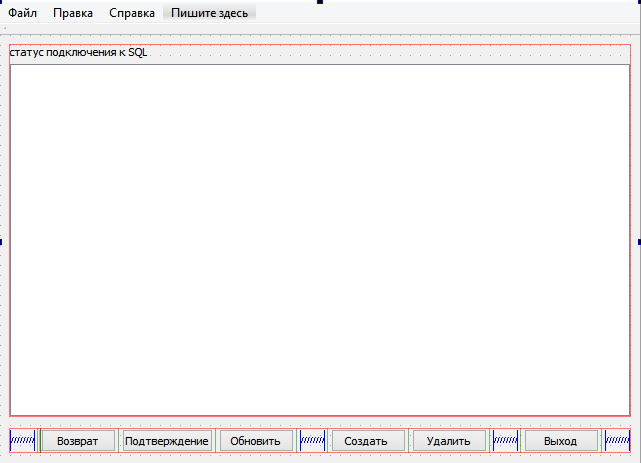 Файл Правка Справка Пишите здесь
статус подключения к SQL
Возврат Подтверждение Обновить Создать Удалить Выход